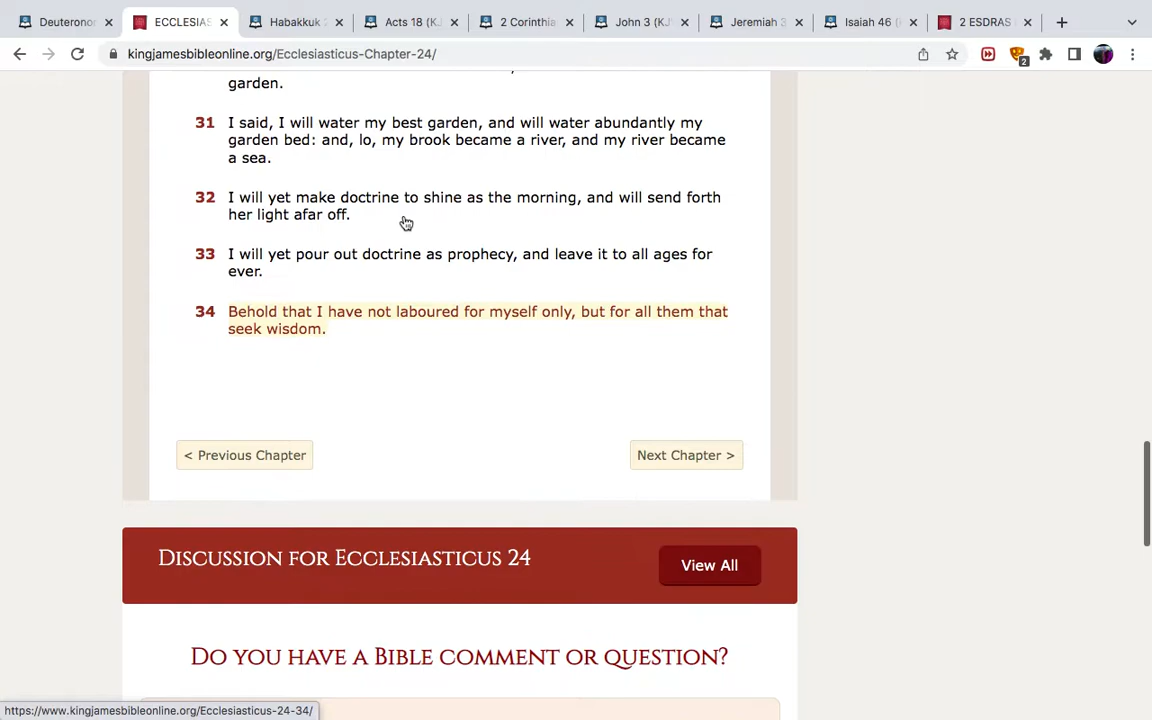 Deuteronor
ECCLESIAS
Habakkuk
Acts 18 (KJ
2 Corinthia
John 3 (KJ
Jeremiah 3
Isaiah 46 (
2 ESDRAS
kingjamesbibleonline.org/Ecclesiasticus-Chapter-24/
2
garden.
31 I said, I will water my best garden, and will water abundantly my
garden bed: and, lo, my brook became a river, and my river became
a sea.
32 I will yet make doctrine to shine as the morning, and will send forth
her light afar off.
33 I will yet pour out doctrine as prophecy, and leave it to all ages for
ever.
34 Behold that I have not laboured for myself only, but for all them that
seek wisdom.
< Previous Chapter
Next Chapter >
Discussion for Ecclesiasticus 24
View All
Do you have a Bible comment or question?
https://www.kingjamesbibleonline.org/Ecclesiasticus-24-34/